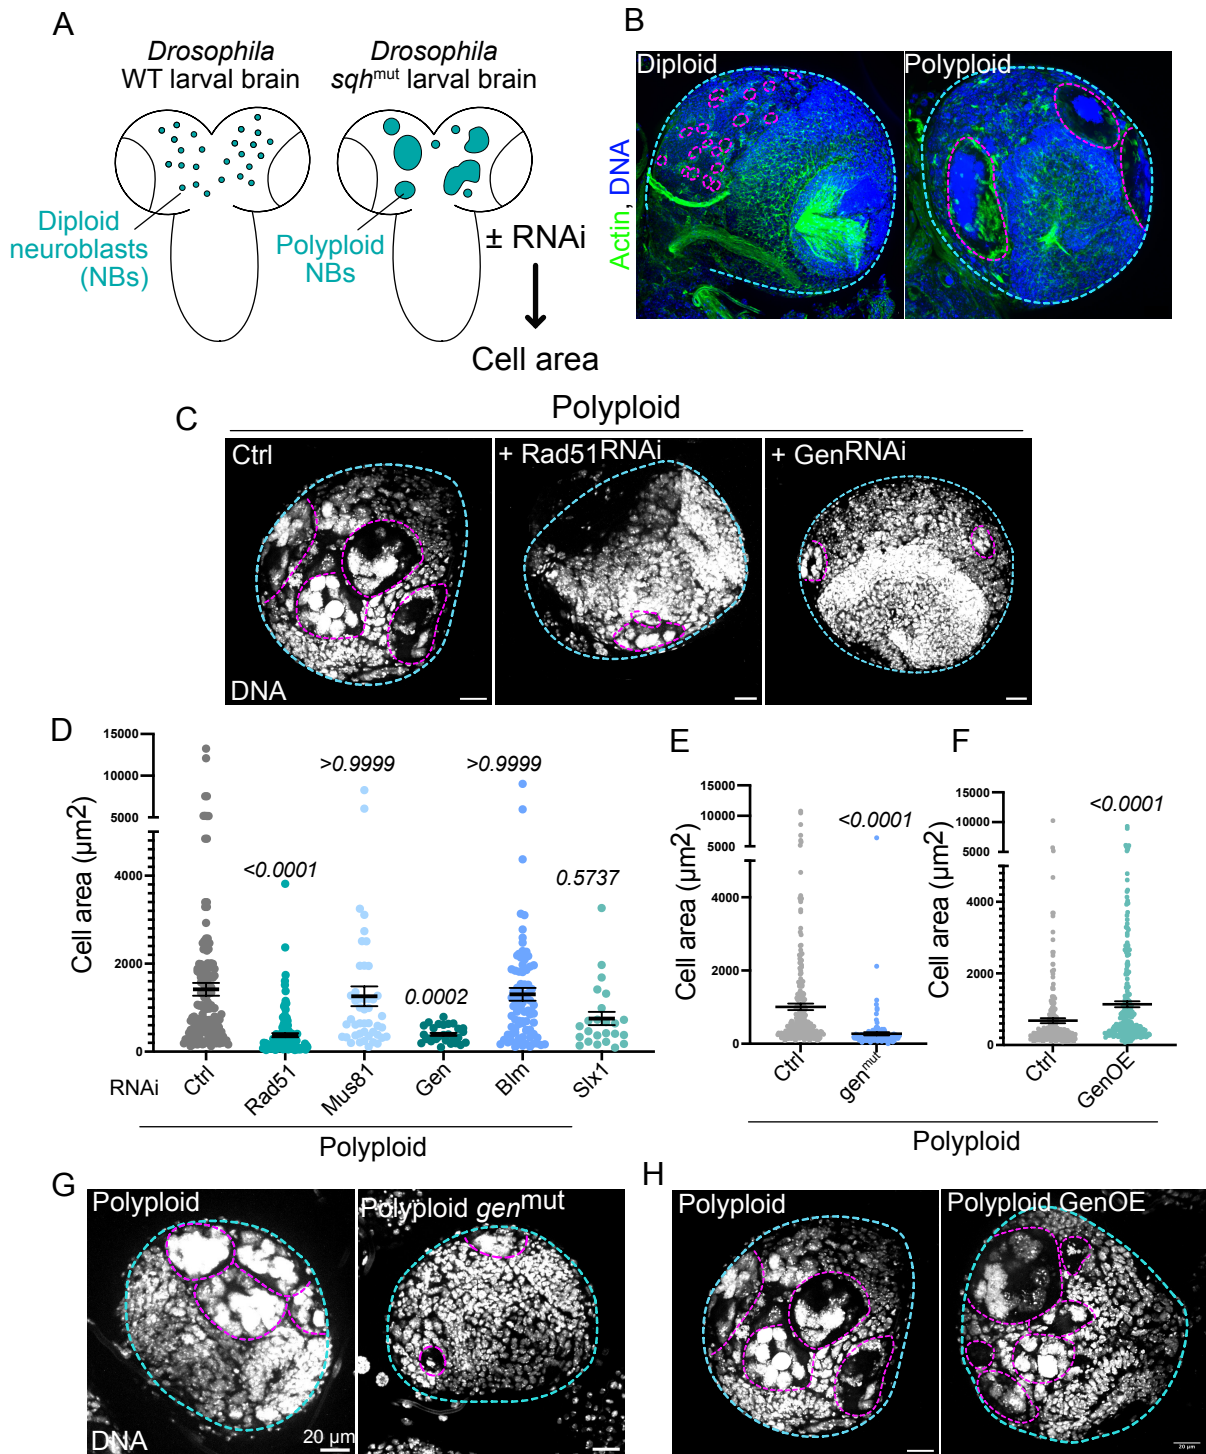 A
Drosophila
WT larval brain
Drosophila
sqhmut larval brain
Diploid
neuroblasts
(NBs)
Polyploid
NBs
± RNAi
Cell area
B
Diploid
Polyploid
Actin, DNA
C
Polyploid
Ctrl
+ Rad51RNAi
+ GenRNAi
DNA
D
Cell area (µm2)
15000
10000
5000
4000
2000
0
<0.0001
>0.9999
0.0002
>0.9999
0.5737
RNAi
Ctrl
Rad51
Mus81
Gen
Blm
Slx1
Polyploid
E
Cell area (µm2)
15000
10000
5000
4000
2000
0
<0.0001
Ctrl
genmut
F
Cell area (µm2)
15000
10000
5000
4000
2000
0
<0.0001
Ctrl
GenOE
Polyploid
G
Polyploid
Polyploid genmut
DNA
20 µm
H
Polyploid
Polyploid GenOE
20 µm